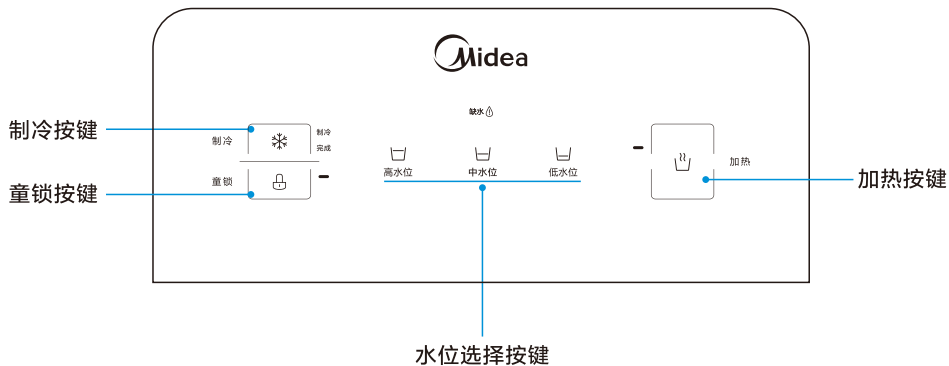 Midea
缺水
制冷按键
制冷
制冷
完成
高水位
中水位
低水位
加热
童锁
童锁按键
加热按键
水位选择按键